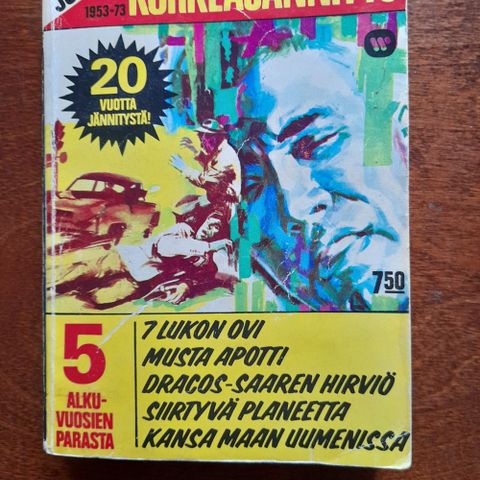 1953-73
20
VUOTTA
JÄNNITYSTÄ!
7 50
5
ALKU-
VUOSIEN
PARASTA
7 LUKON OVI
MUSTA APOTTI
DRACOS-SAAREN HIRVIÖ
SIIRTYVÄ PLANEETTA
KANSA MAAN UUMENISSA